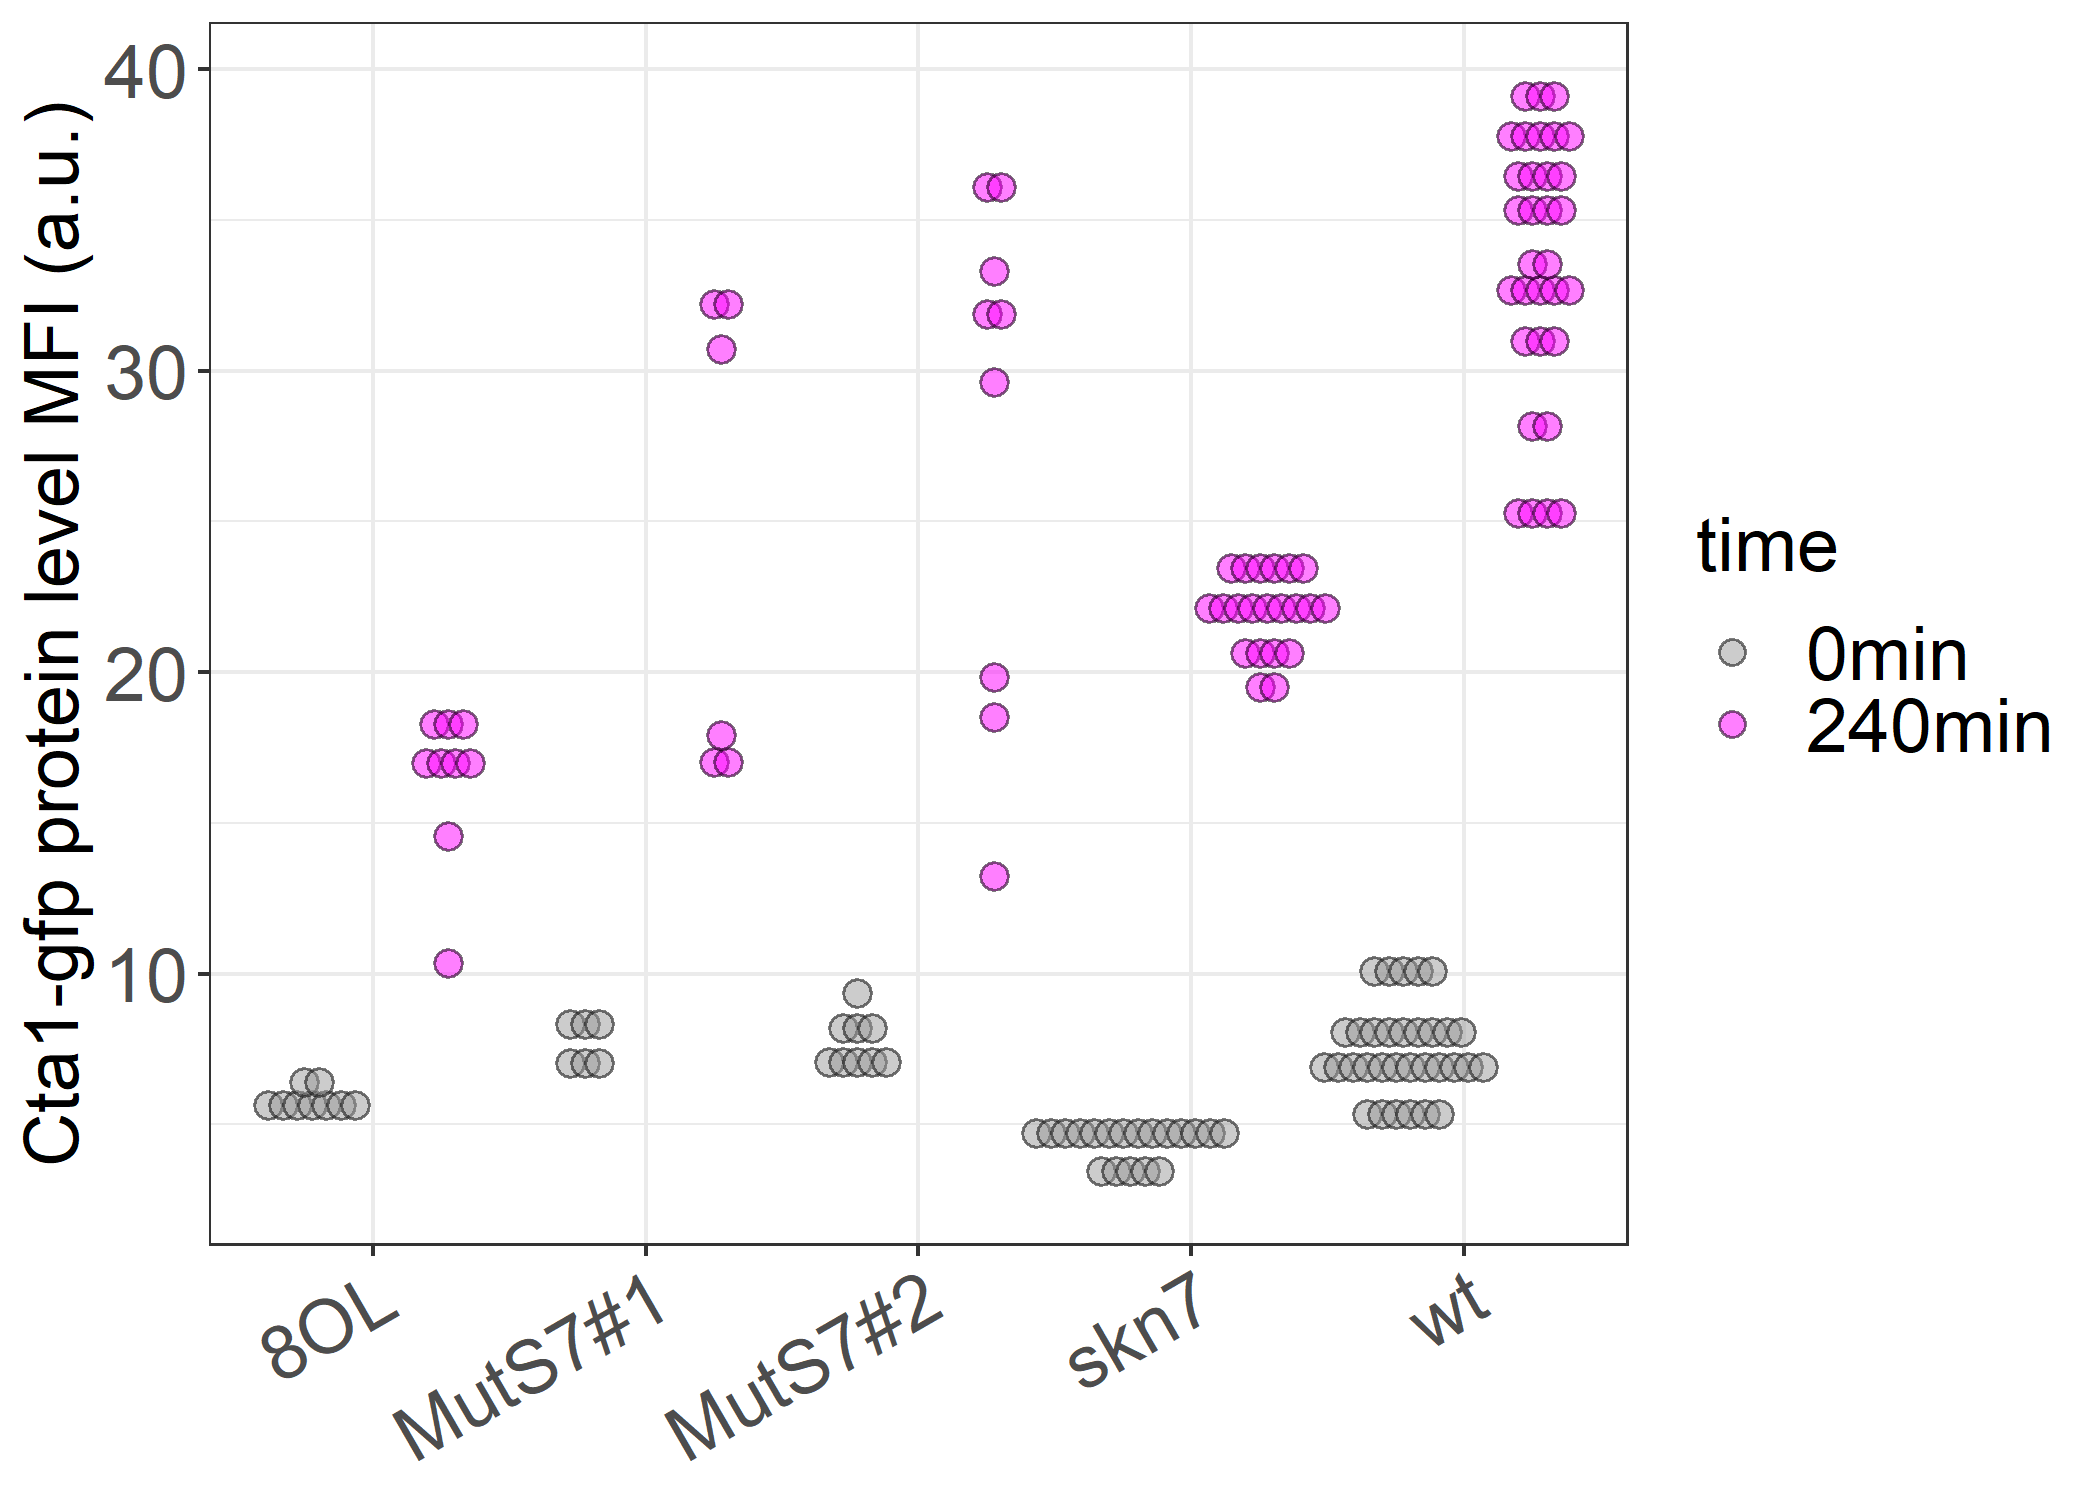 Cta1-gfp protein level MFI (a.u.)
40
30
20
10
8OL
MutS7#1
MutS7#2
skn7
wt
time
0min
240min